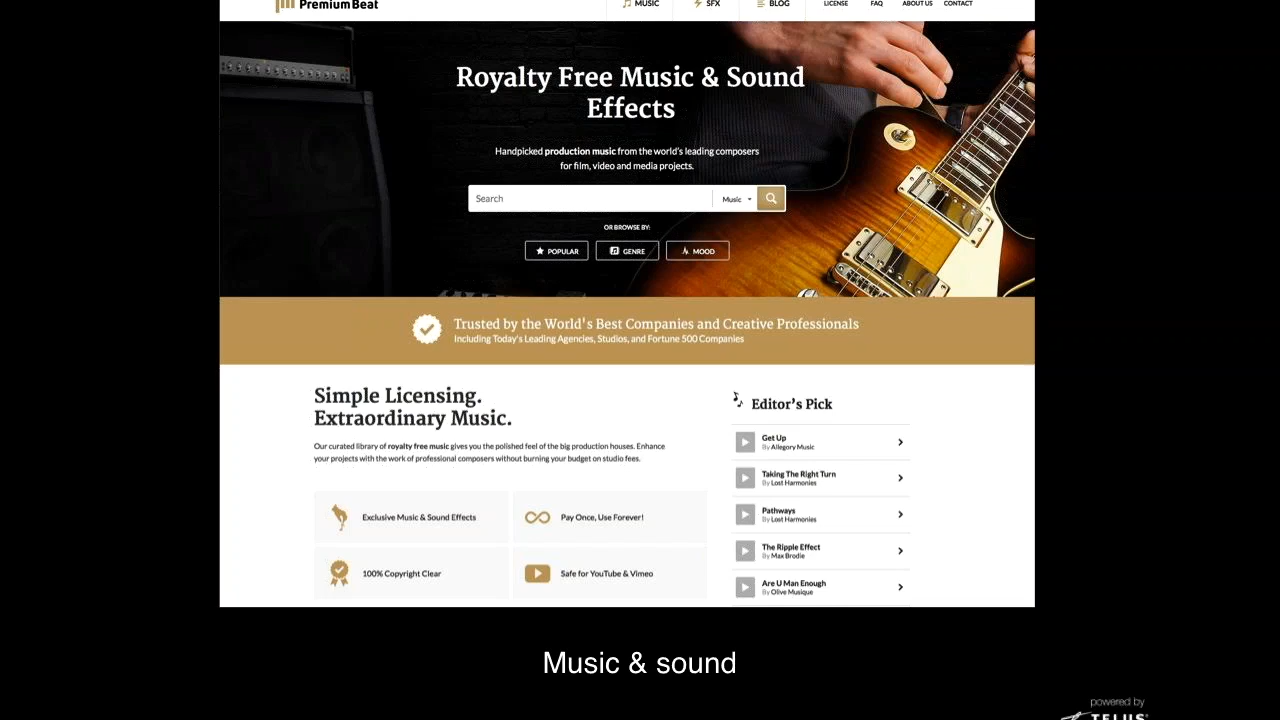 PremiumBeat
MUSIC
SFX
BLOG
LICENSE
FAQ
ABOUT US
CONTACT
Royalty Free Music & Sound
Effects
Handpicked production music from the world's leading composers
for film, video and media projects.
Search
Music
OR BROWSE BY:
POPULAR
GENRE
MOOD
Trusted by the World's Best Companies and Creative Professionals
Including Today's Leading Agencies, Studios, and Fortune 500 Companies
Simple Licensing.
Extraordinary Music.
Our curated library of royalty free music gives you the polished feel of the big production houses. Enhance
your projects with the work of professional composers without burning your budget on studio fees.
Exclusive Music & Sound Effects
Pay Once, Use Forever!
100% Copyright Clear
Safe for YouTube & Vimeo
Editor's Pick
Get Up
By Allegory Music
Taking The Right Turn
By Lost Harmonies
Pathways
By Lost Harmonies
The Ripple Effect
By Max Brodie
Are U Man Enough
By Olive Musique
Music & sound
powered by
TELUS